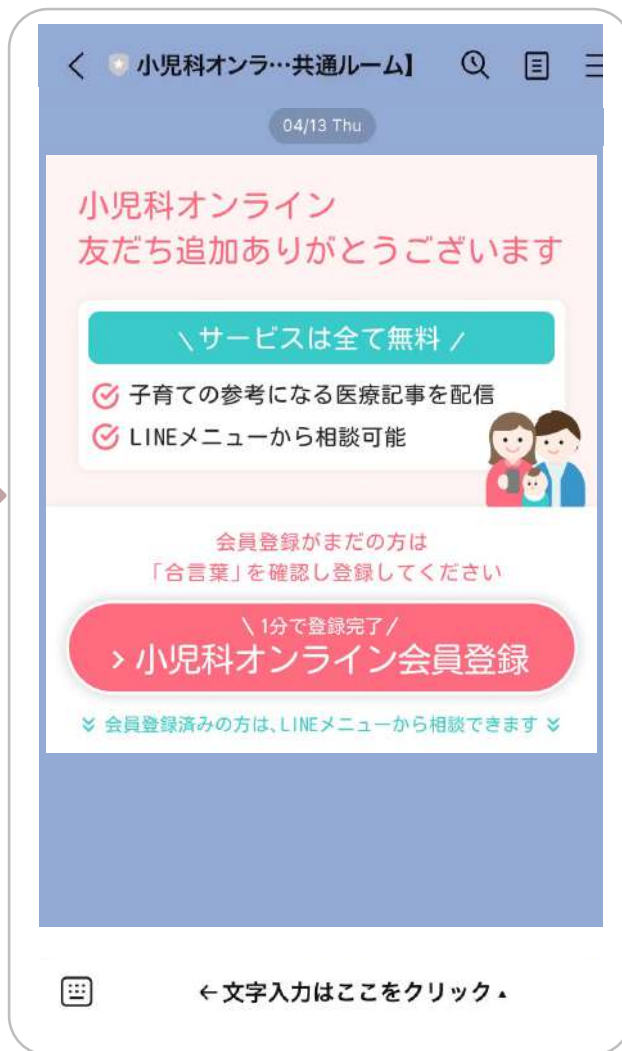 小児科オンラ…共通ルーム】
04/13 Thu
小児科オンライン
友だち追加ありがとうございます
\サービスは全て無料/
子育ての参考になる医療記事を配信
LINEメニューから相談可能
会員登録がまだの方は
「合言葉」を確認し登録してください
\1分で登録完了/
> 小児科オンライン会員登録
会員登録済みの方は、LINEメニューから相談できます
←文字入力はここをクリック▲